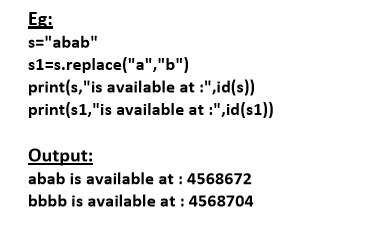 Eg:
s="abab"
s1=s.replace("a","b")
print(s,"is available at :",id(s))
print(s1,"is available at :",id(s1))
Output:
abab is available at : 4568672
bbbb is available at : 4568704